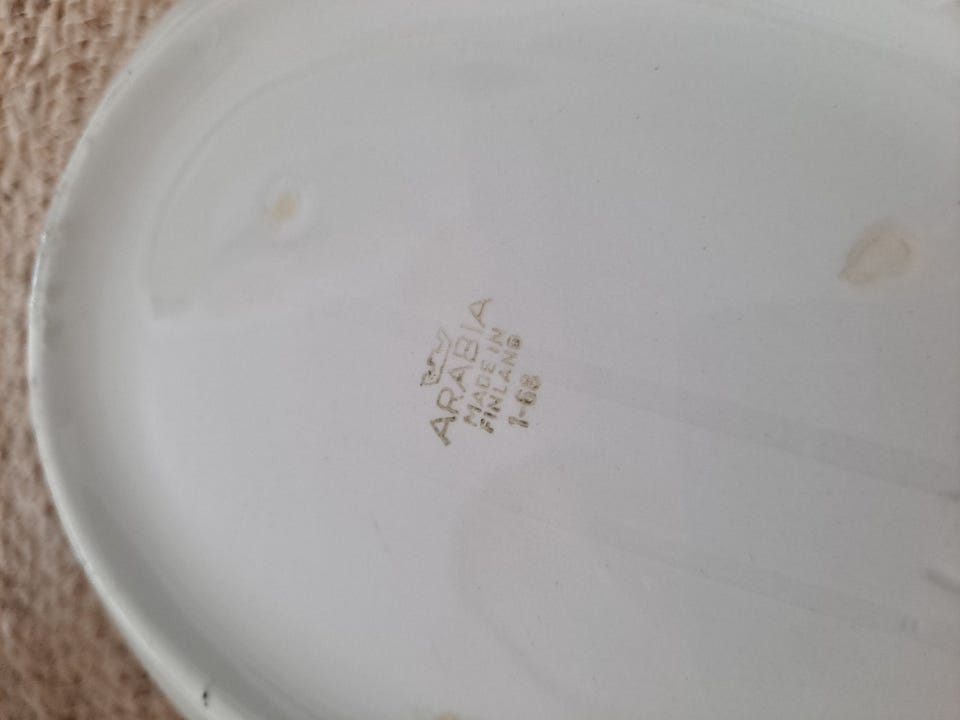 ARABIA
MADE IN
FINLAND
1-68